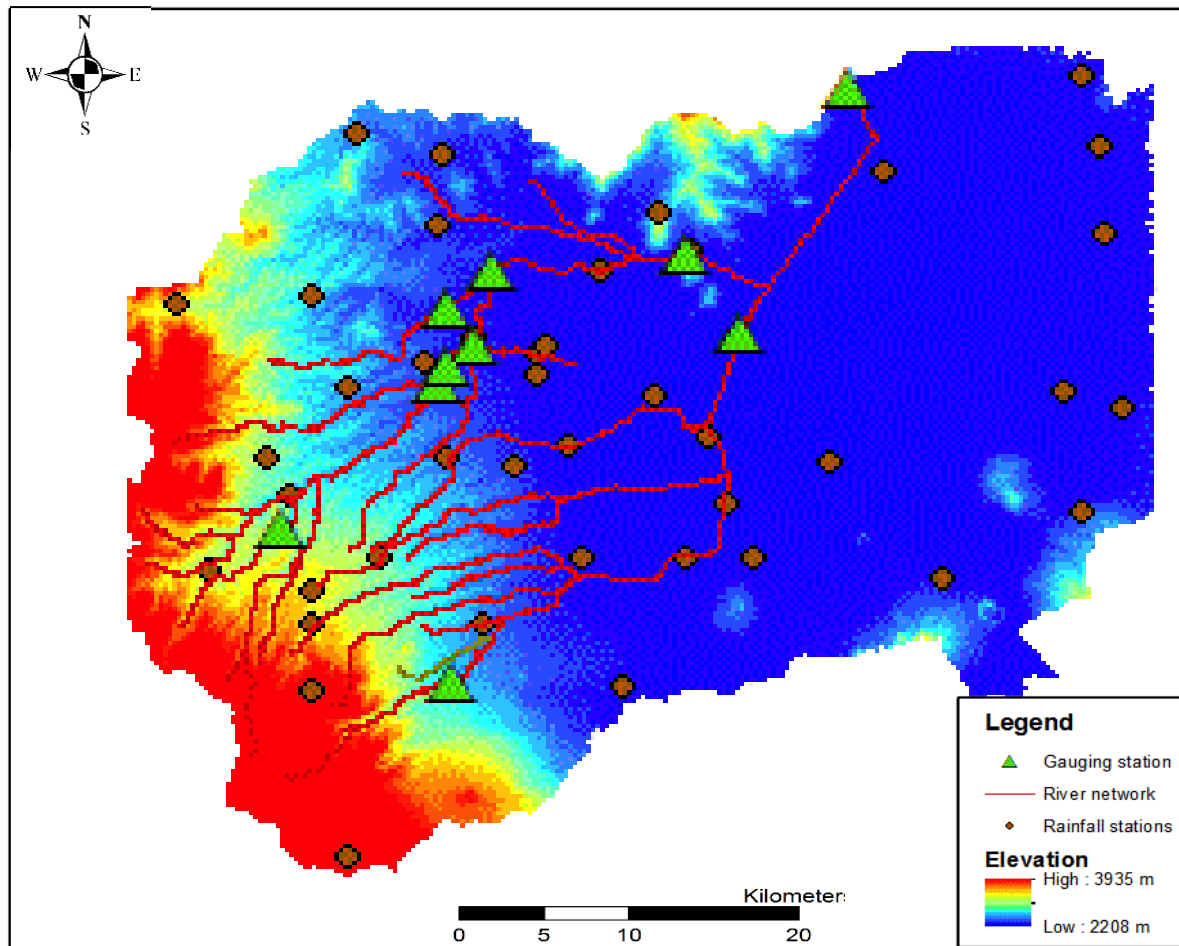 N
W E
S
Legend
Gauging station
River network
Rainfall stations
Elevation
High : 3935 m
Low : 2208 m
Kilometers
0 5 10 20